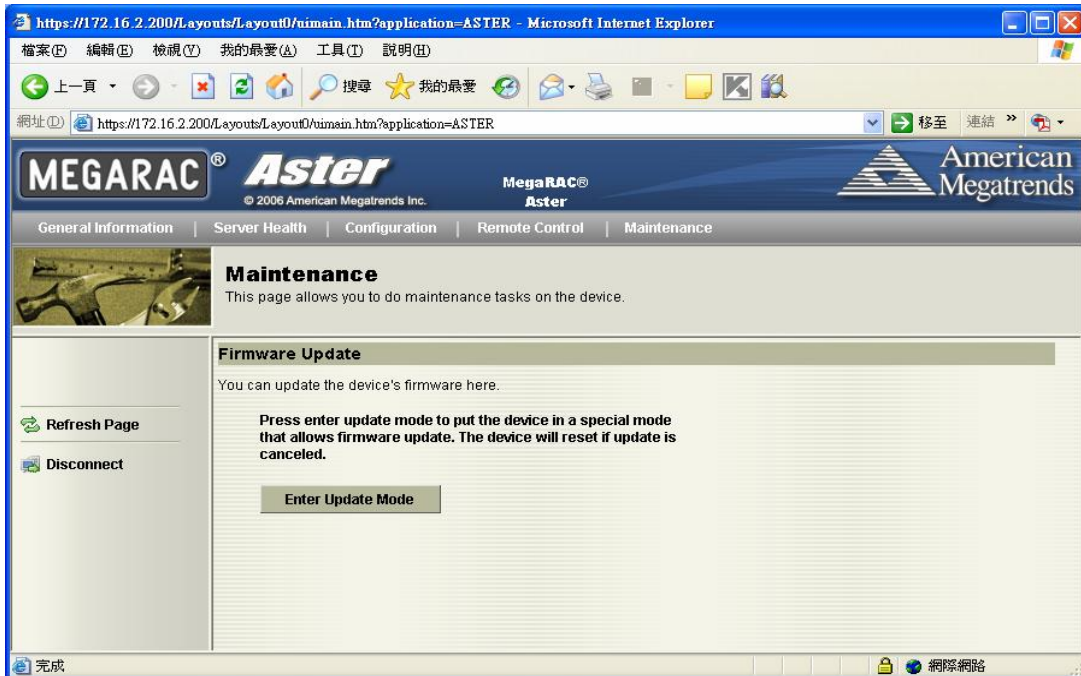 https://172.16.2.200/Layouts/Layout0/uimain.htm?application=ASTER - Microsoft Internet Explorer
檔案(F) 編輯(E) 檢視(V) 我的最愛(A) 工具(T) 說明(H)
上一頁 搜尋 我的最愛
網址(D) https://172.16.2.200/Layouts/Layout0/uimain.htm?application=ASTER 移至 連結 »
MEGARAC® Aster
© 2006 American Megatrends Inc.
MegaRAC®
Aster
American
Megatrends
General Information | Server Health | Configuration | Remote Control | Maintenance
Maintenance
This page allows you to do maintenance tasks on the device.
Refresh Page
Disconnect
Firmware Update
You can update the device's firmware here.
Press enter update mode to put the device in a special mode
that allows firmware update. The device will reset if update is
canceled.
Enter Update Mode
完成 網際網路